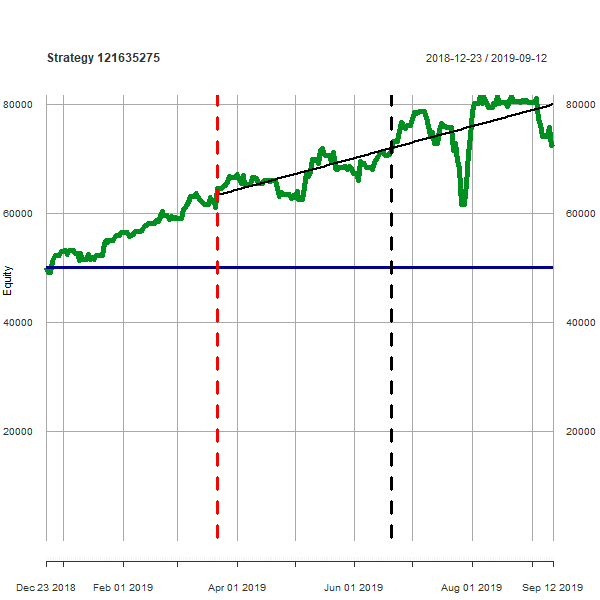 Strategy 121635275
2018-12-23 / 2019-09-12
80000
80000
60000
60000
Equity
40000
40000
20000
20000
Dec 23 2018
Feb 01 2019
Apr 01 2019
Jun 01 2019
Aug 01 2019
Sep 12 2019